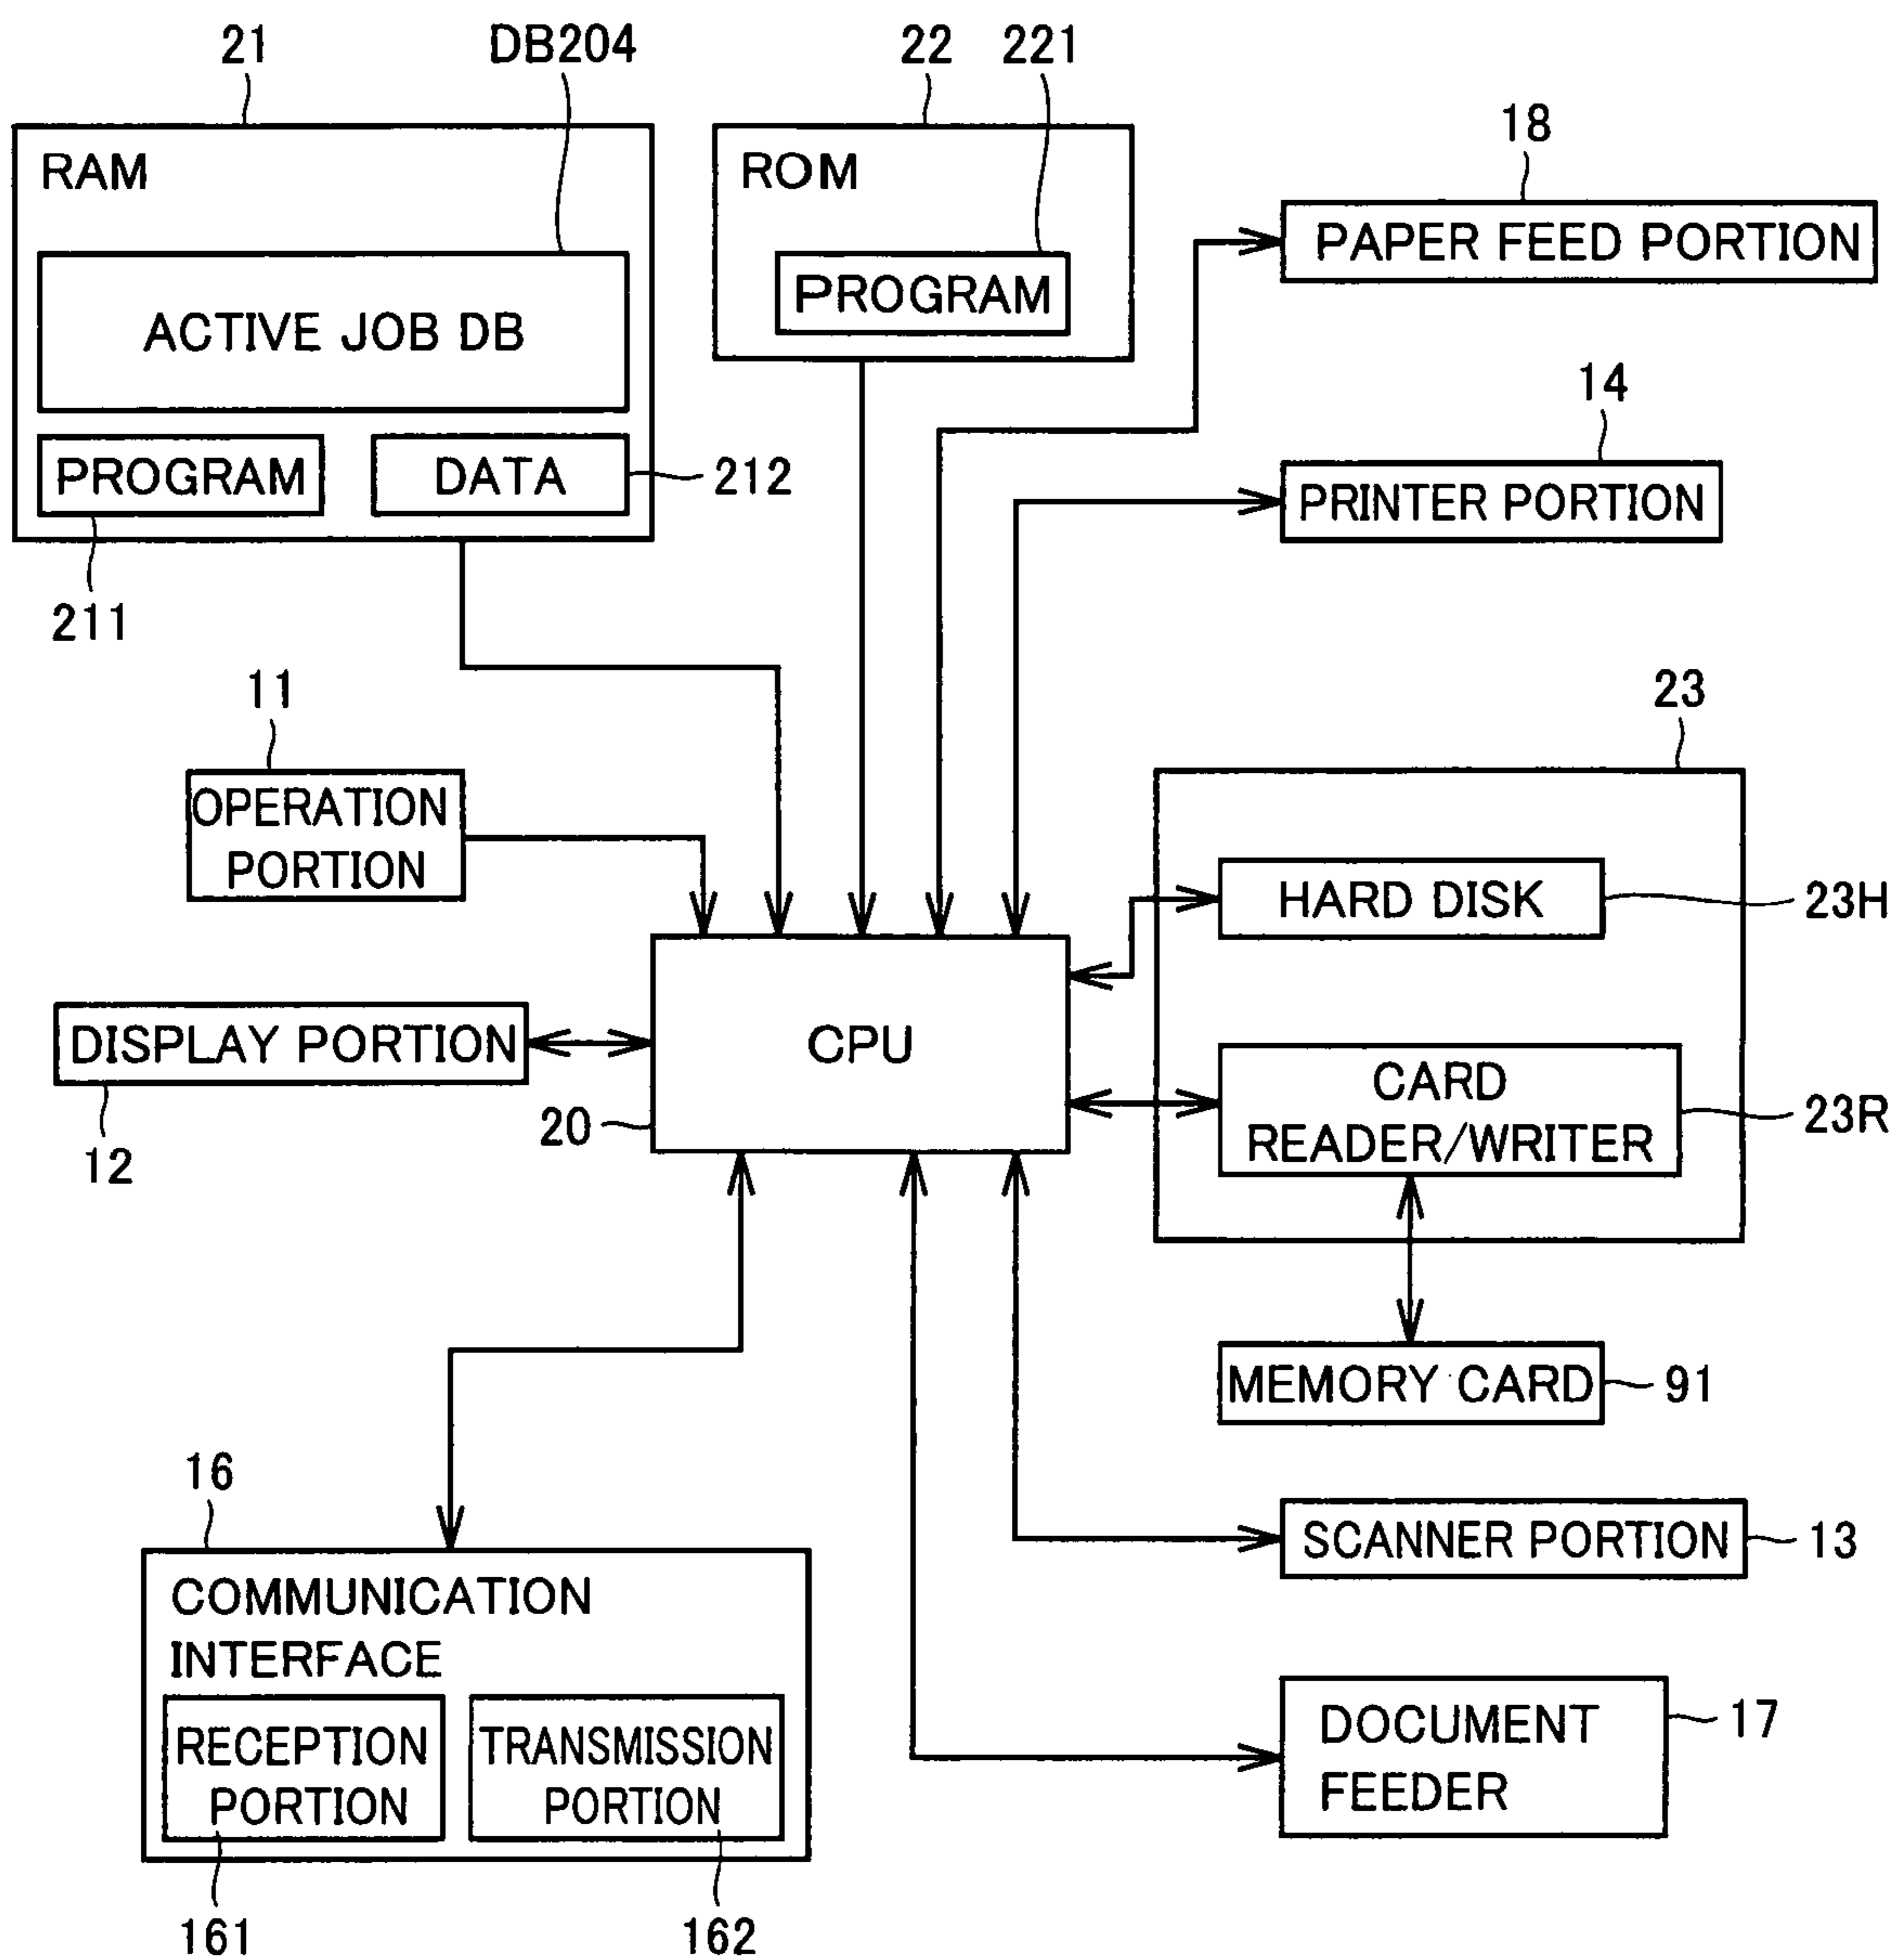 21
DB204
22
221
18
RAM
ROM
PAPER FEED PORTION
PROGRAM
ACTIVE JOB DB
14
PROGRAM
DATA
212
PRINTER PORTION
211
11
23
OPERATION
PORTION
HARD DISK
23H
DISPLAY PORTION
CPU
CARD
READER/WRITER
23R
12
20
MEMORY CARD
91
16
SCANNER PORTION
13
COMMUNICATION
INTERFACE
RECEPTION
PORTION
TRANSMISSION
PORTION
DOCUMENT
FEEDER
17
161
162